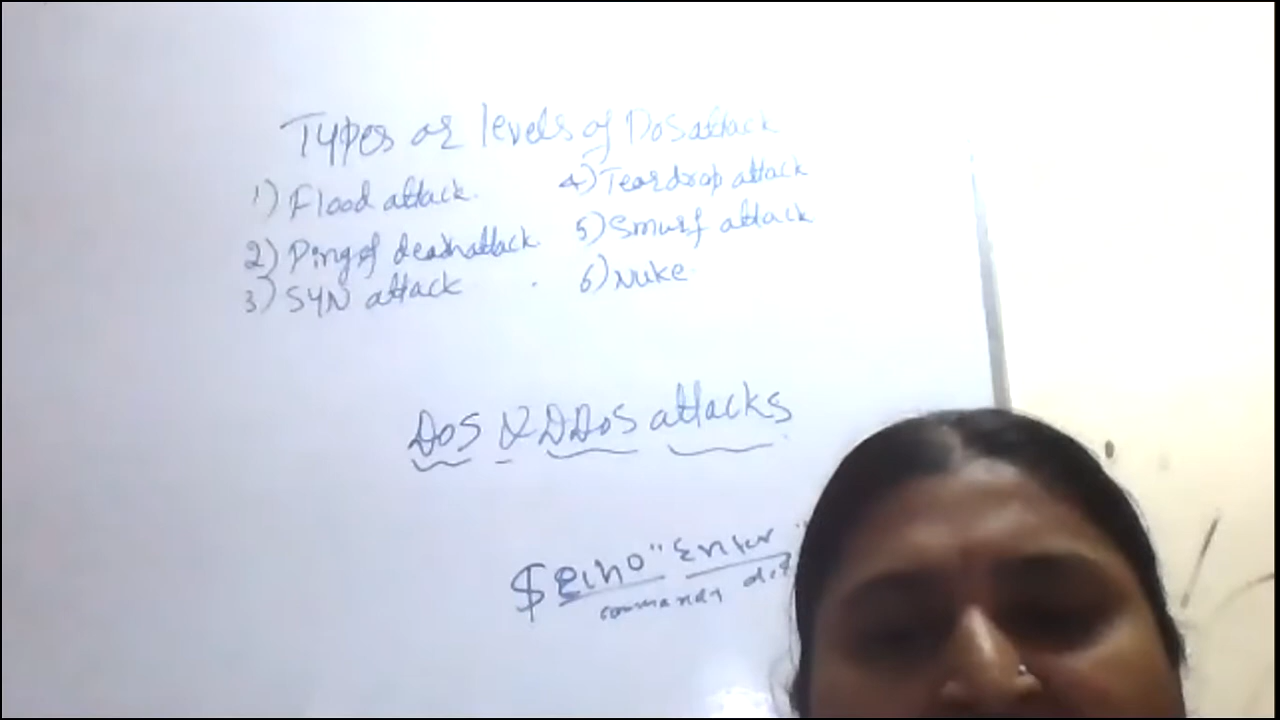 Types or levels of DoS attack
1) Flood attack.
2) Ping of death attack.
3) SYN attack
4) Teardrop attack
5) Smurf attack
6) Nuke
DoS & DDoS attacks
$ echo "Enter